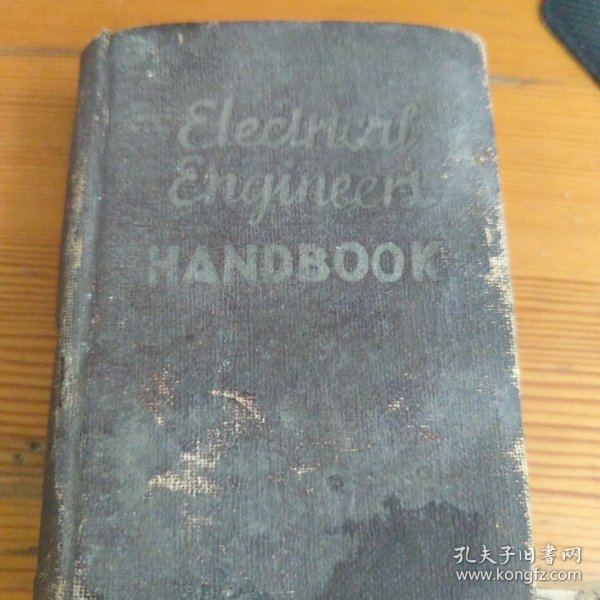 Electrical
Engineers
HANDBOOK
孔夫子旧书网
www.kongfz.com